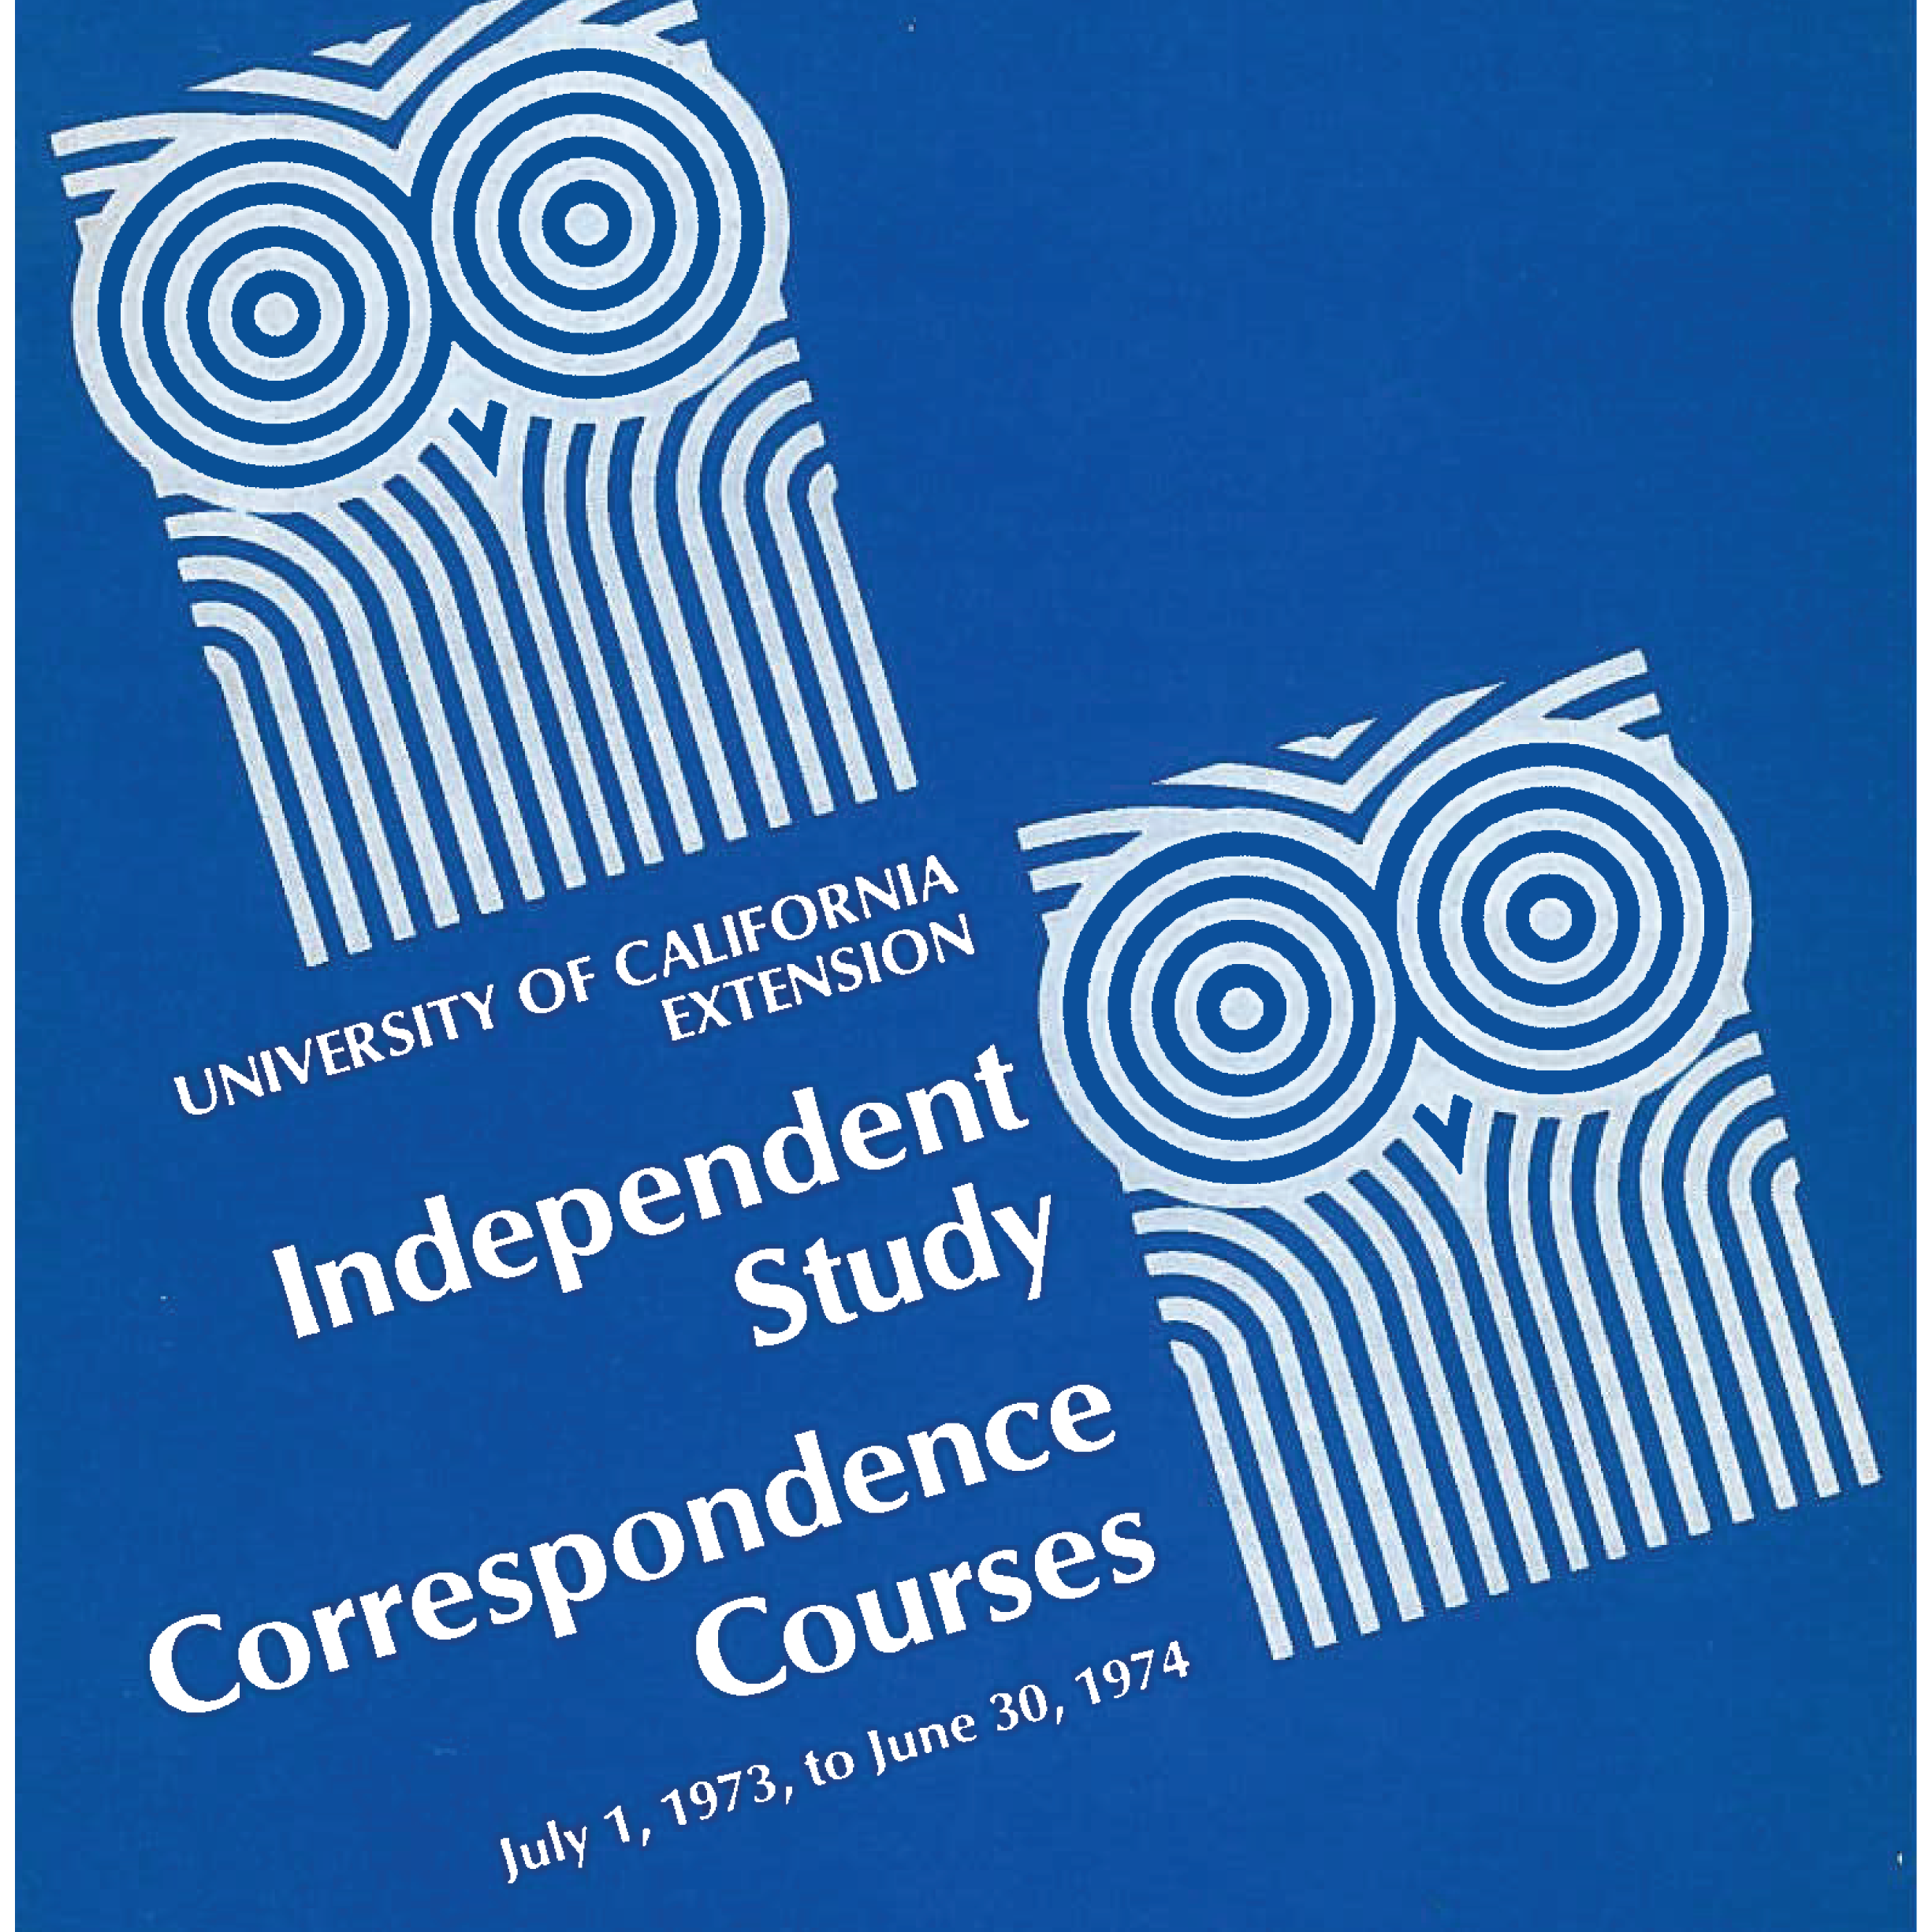 UNIVERSITY OF CALIFORNIA
EXTENSION
Independent
Study
Correspondence
Courses
July 1, 1973, to June 30, 1974